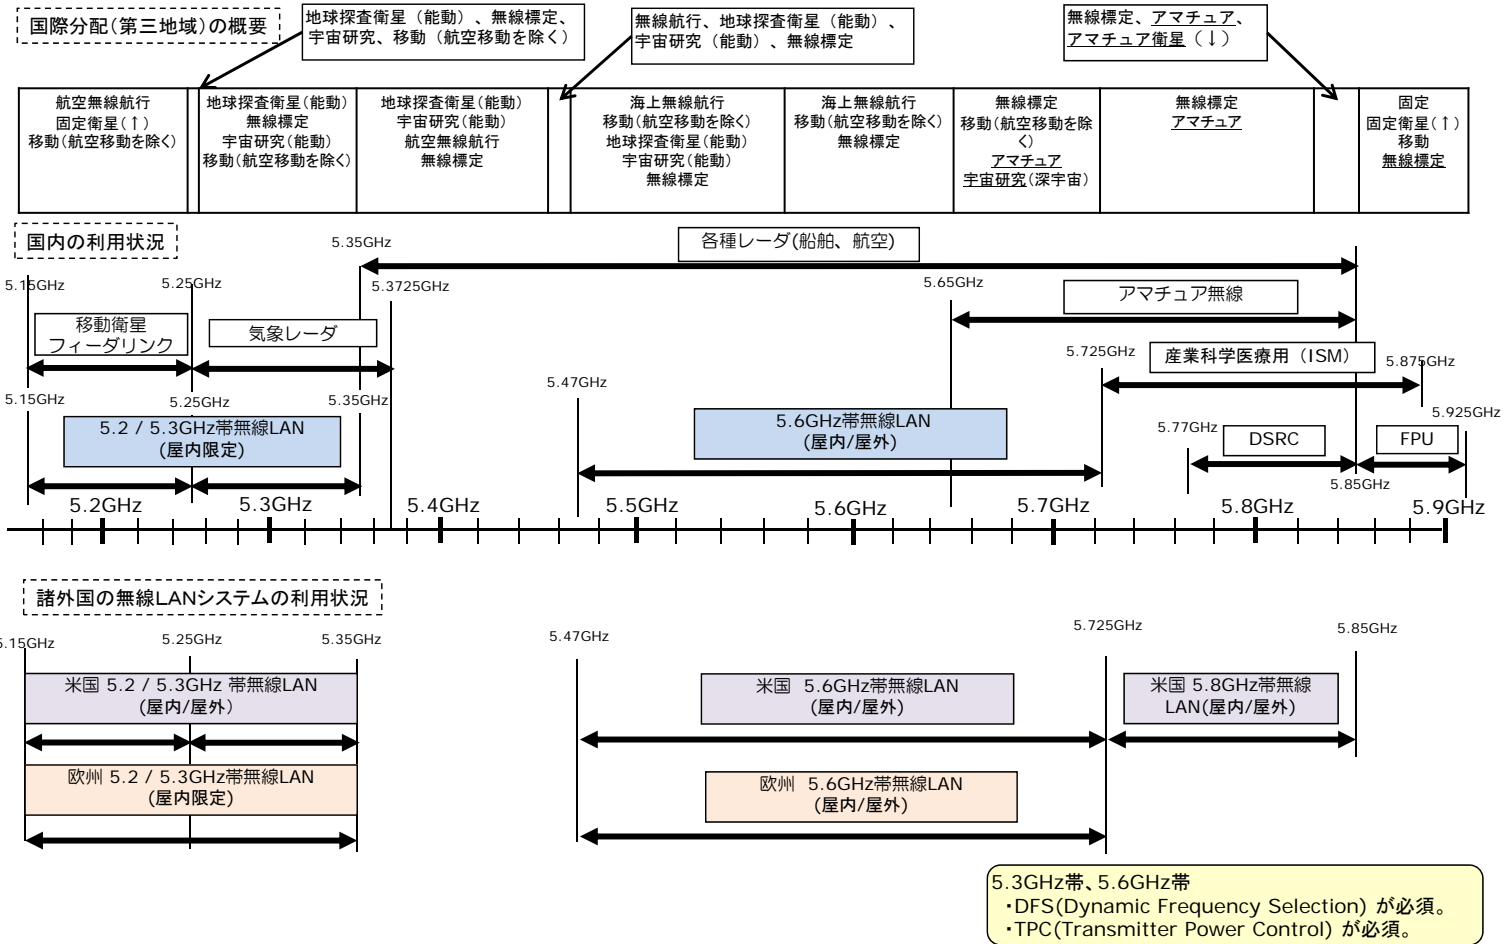 国際分配(第三地域)の概要
地球探査衛星(能動)、無線標定、
宇宙研究、移動(航空移動を除く)
無線航行、地球探査衛星(能動)、
宇宙研究(能動)、無線標定
無線標定、アマチュア、
アマチュア衛星(↓)
航空無線航行
固定衛星(↑)
移動(航空移動を除く)
地球探査衛星(能動)
無線標定
宇宙研究(能動)
移動(航空移動を除く)
地球探査衛星(能動)
宇宙研究(能動)
航空無線航行
無線標定
海上無線航行
移動(航空移動を除く)
地球探査衛星(能動)
宇宙研究(能動)
無線標定
海上無線航行
移動(航空移動を除く)
無線標定
無線標定
移動(航空移動を除
く)
アマチュア
宇宙研究(深宇宙)
無線標定
アマチュア
固定
固定衛星(↑)
移動
無線標定
国内の利用状況
5.35GHz
各種レーダ(船舶、航空)
5.15GHz
5.25GHz
5.3725GHz
5.65GHz
アマチュア無線
移動衛星
フィーダリンク
気象レーダ
5.725GHz
産業科学医療用(ISM)
5.875GHz
5.47GHz
5.15GHz
5.25GHz
5.35GHz
5.2 / 5.3GHz帯無線LAN
(屋内限定)
5.6GHz帯無線LAN
(屋内/屋外)
5.77GHz
DSRC
FPU
5.925GHz
5.85GHz
5.2GHz
5.3GHz
5.4GHz
5.5GHz
5.6GHz
5.7GHz
5.8GHz
5.9GHz
諸外国の無線LANシステムの利用状況
5.15GHz
5.25GHz
5.35GHz
5.47GHz
5.725GHz
5.85GHz
米国 5.2 / 5.3GHz 帯無線LAN
(屋内/屋外)
米国 5.6GHz帯無線LAN
(屋内/屋外)
米国 5.8GHz帯無線
LAN(屋内/屋外)
欧州 5.2 / 5.3GHz帯無線LAN
(屋内限定)
欧州 5.6GHz帯無線LAN
(屋内/屋外)
5.3GHz帯、5.6GHz帯
・DFS(Dynamic Frequency Selection) が必須。
・TPC(Transmitter Power Control) が必須。